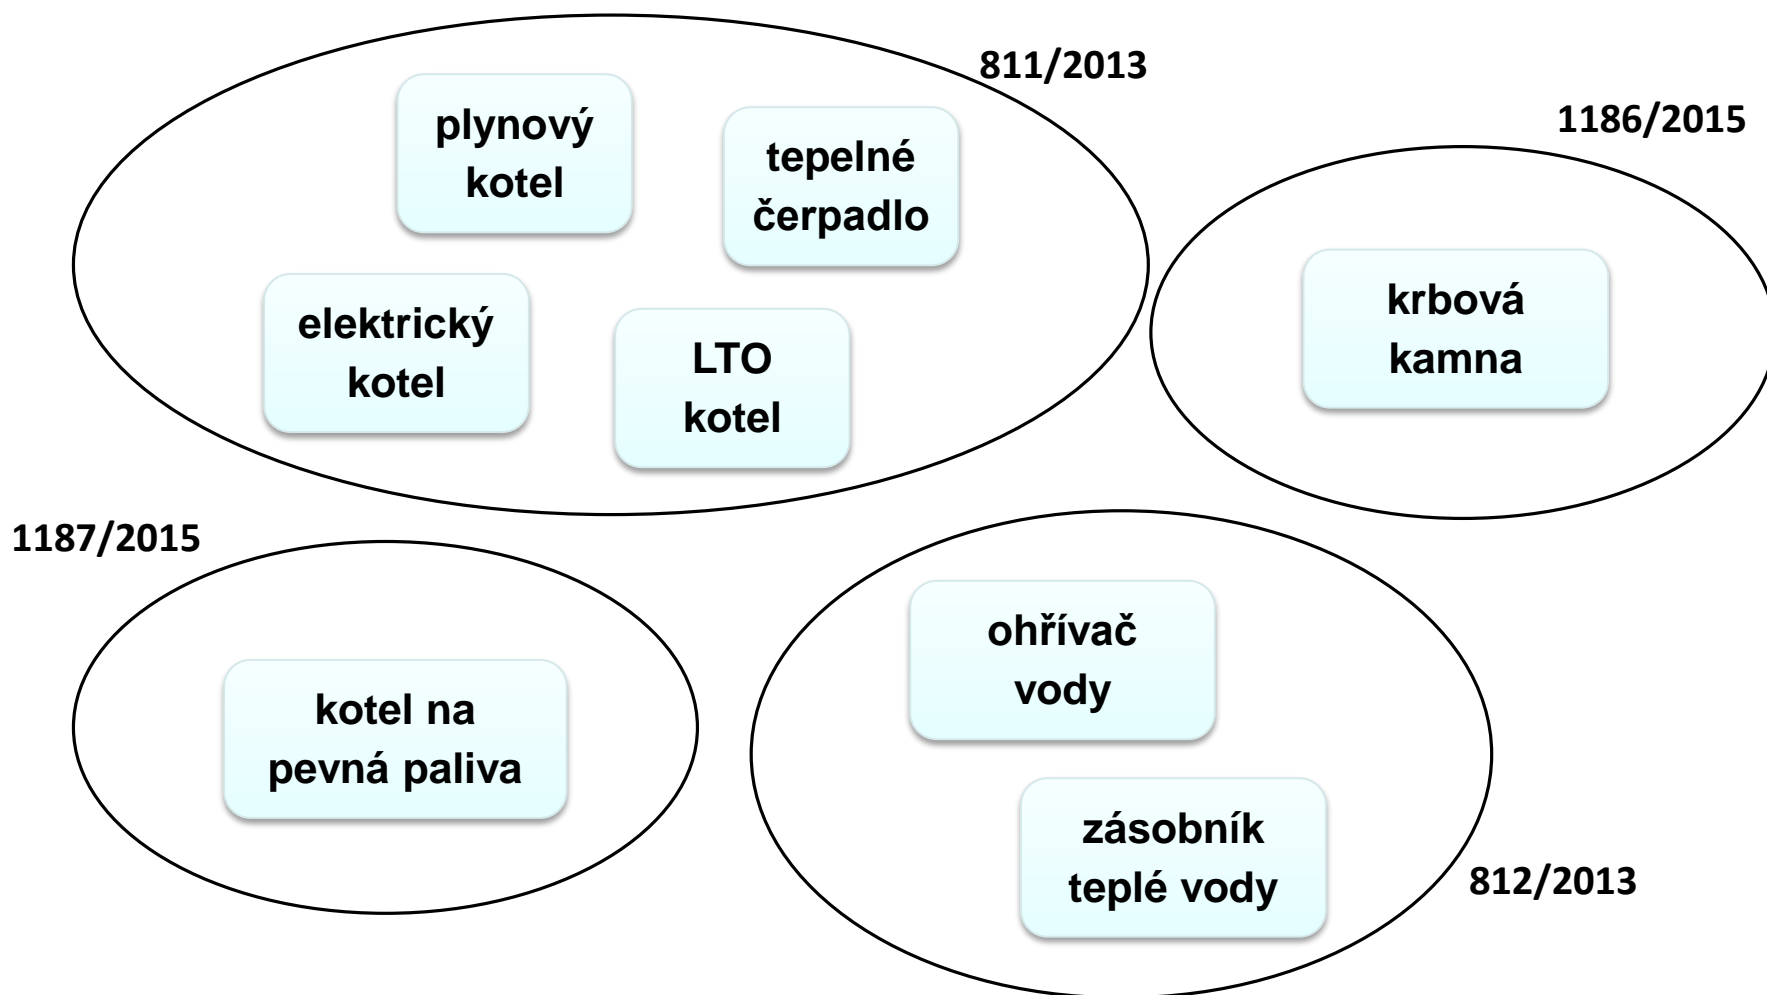 811/2013
plynový
kotel
tepelné
čerpadlo
elektrický
kotel
LTO
kotel
1186/2015
krbová
kamna
1187/2015
kotel na
pevná paliva
ohřívač
vody
zásobník
teplé vody
812/2013